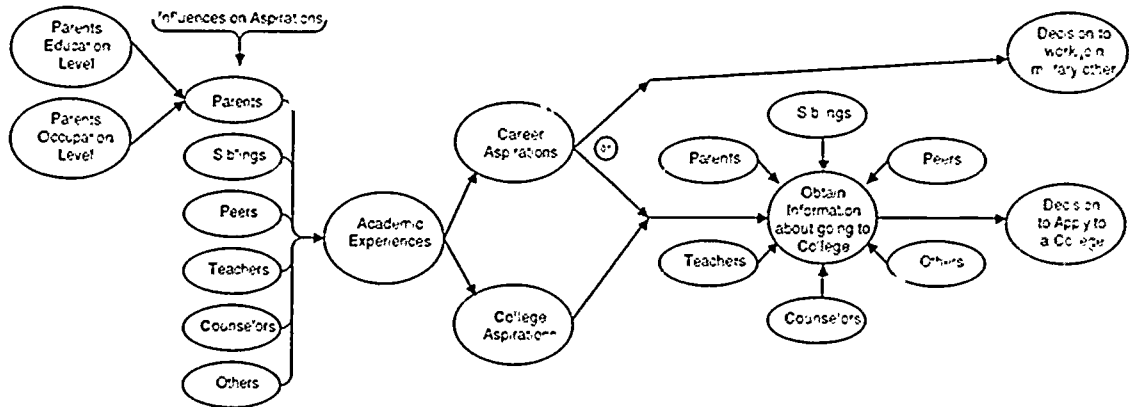 Influences on Aspirations
Parents
Education
Level
Parents
Occupation
Level
Parents
Siblings
Peers
Teachers
Counselors
Others
Academic
Experiences
Career
Aspirations
College
Aspirations
or
Decision to
work, join
military other
Siblings
Parents
Peers
Obtain
Information
about going to
College
Teachers
Others
Counselors
Decision
to Apply to
a College